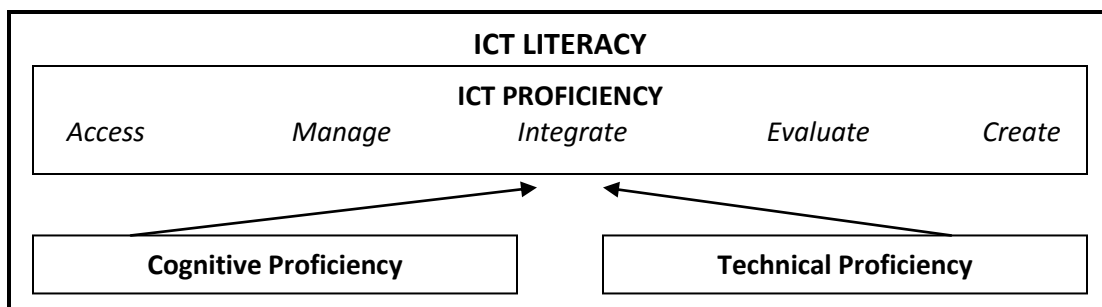 ICT LITERACY
ICT PROFICIENCY
Access Manage Integrate Evaluate Create
Cognitive Proficiency Technical Proficiency